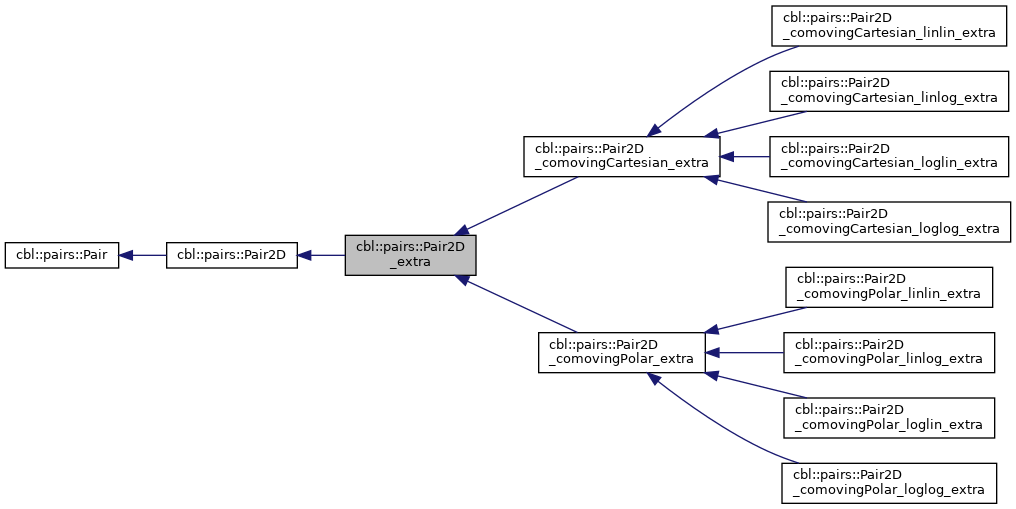 cbl::pairs::Pair
cbl::pairs::Pair2D
cbl::pairs::Pair2D
_extra
cbl::pairs::Pair2D
_comovingCartesian_extra
cbl::pairs::Pair2D
_comovingCartesian_linlin_extra
cbl::pairs::Pair2D
_comovingCartesian_linlog_extra
cbl::pairs::Pair2D
_comovingCartesian_loglin_extra
cbl::pairs::Pair2D
_comovingCartesian_loglog_extra
cbl::pairs::Pair2D
_comovingPolar_extra
cbl::pairs::Pair2D
_comovingPolar_linlin_extra
cbl::pairs::Pair2D
_comovingPolar_linlog_extra
cbl::pairs::Pair2D
_comovingPolar_loglin_extra
cbl::pairs::Pair2D
_comovingPolar_loglog_extra